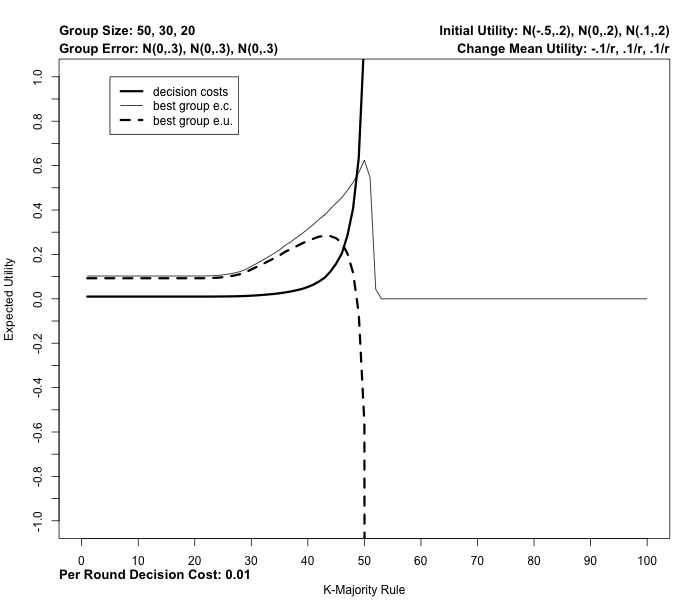 Group Size: 50, 30, 20
Initial Utility: N(-.5,.2), N(0,.2), N(.1,.2)
Group Error: N(0,.3), N(0,.3), N(0,.3)
Change Mean Utility: -.1/r, .1/r, .1/r
decision costs
best group e.c.
best group e.u.
Expected Utility
1.0
0.8
0.6
0.4
0.2
0.0
-0.2
-0.4
-0.6
-0.8
-1.0
0 10 20 30 40 50 60 70 80 90 100
Per Round Decision Cost: 0.01
K-Majority Rule